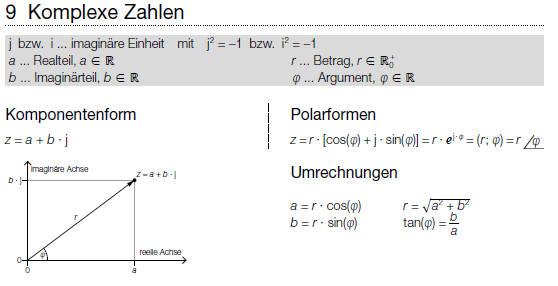 9 Komplexe Zahlen
j bzw. i ... imaginäre Einheit mit j² = –1 bzw. i² = –1
a ... Realteil, a ∈ ℝ
r ... Betrag, r ∈ ℝ₀⁺
b ... Imaginärteil, b ∈ ℝ
φ ... Argument, φ ∈ ℝ
Komponentenform
z = a + b · j
imaginäre Achse
b · j
z = a + b · j
r
φ
reelle Achse
0
0
a
Polarformen
z = r · [cos(φ) + j · sin(φ)] = r · e^(j · φ) = (r; φ) = r ∠φ
Umrechnungen
a = r · cos(φ)
r = √(a² + b²)
b = r · sin(φ)
tan(φ) = b/a